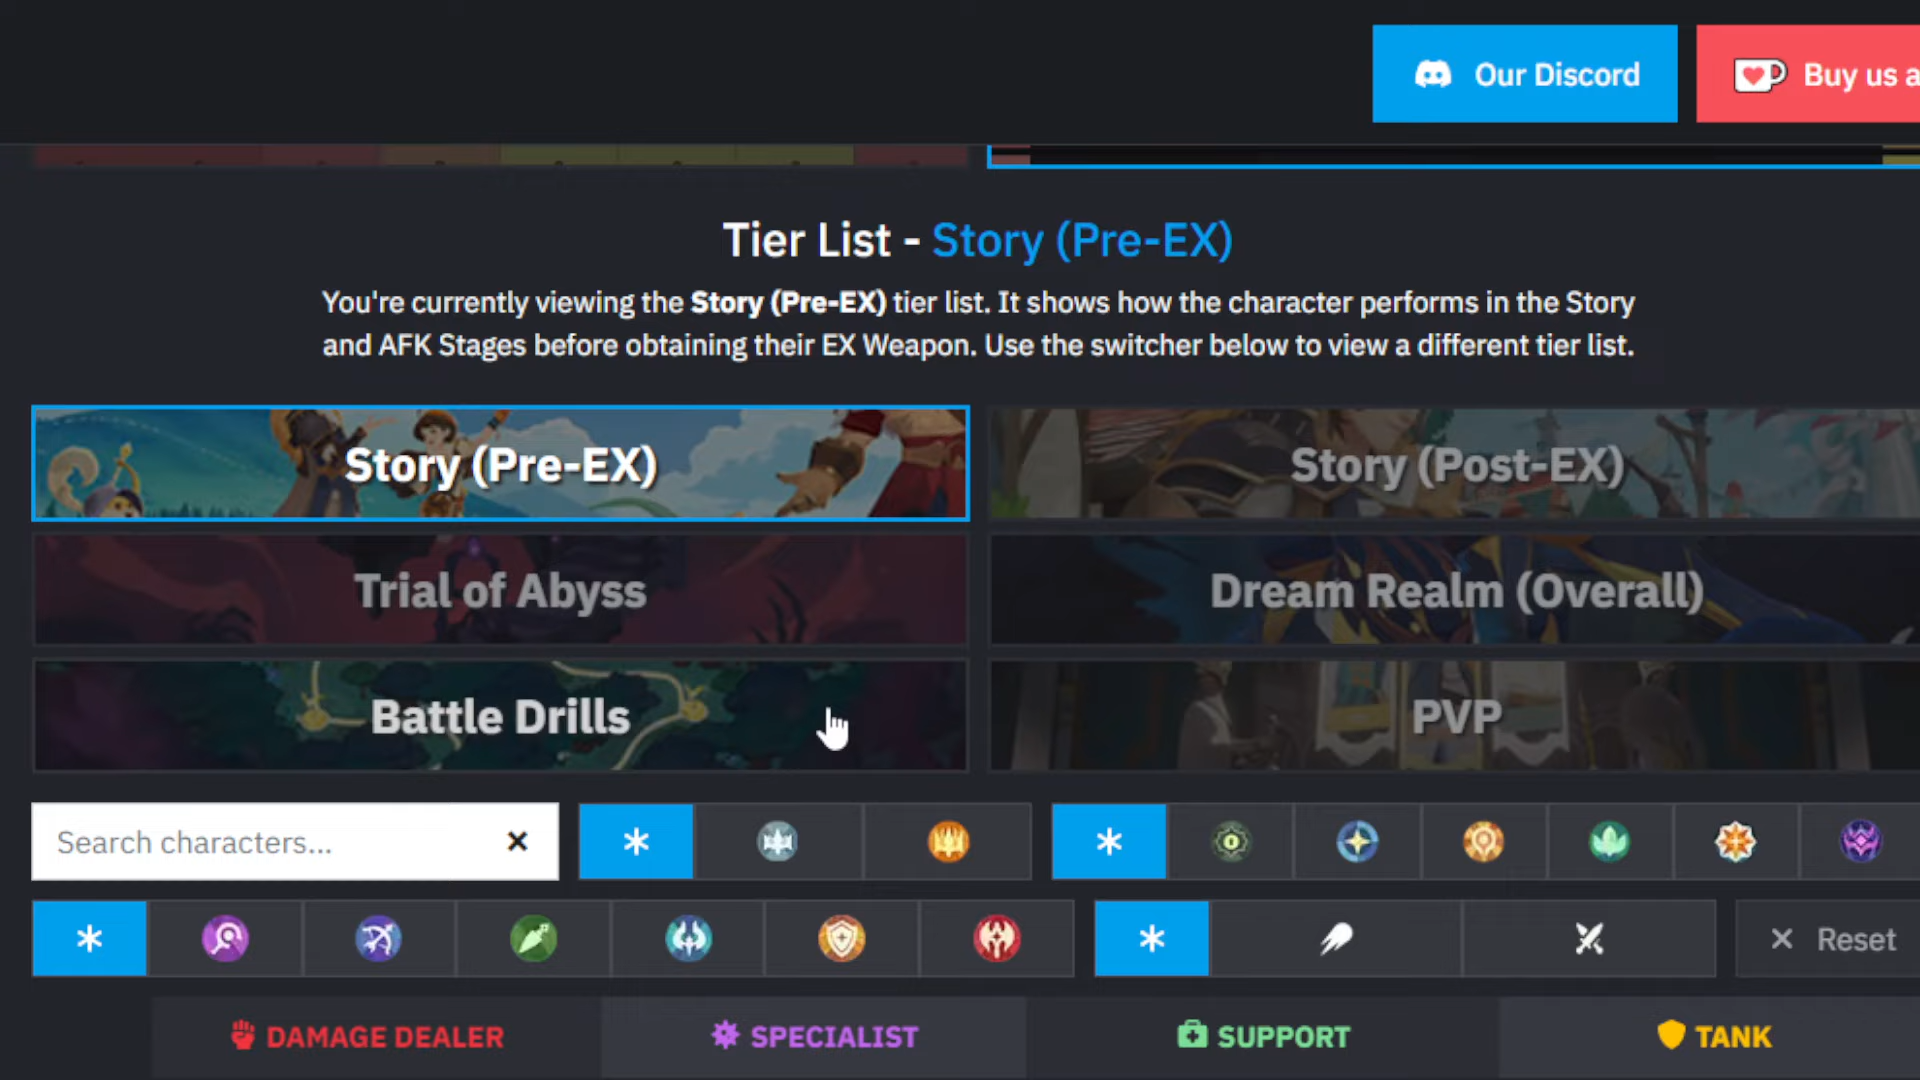 Our Discord
Buy us a
Tier List - Story (Pre-EX)
You're currently viewing the Story (Pre-EX) tier list. It shows how the character performs in the Story
and AFK Stages before obtaining their EX Weapon. Use the switcher below to view a different tier list.
Story (Pre-EX)
Story (Post-EX)
Trial of Abyss
Dream Realm (Overall)
Battle Drills
PVP
Search characters...
Reset
DAMAGE DEALER
SPECIALIST
SUPPORT
TANK